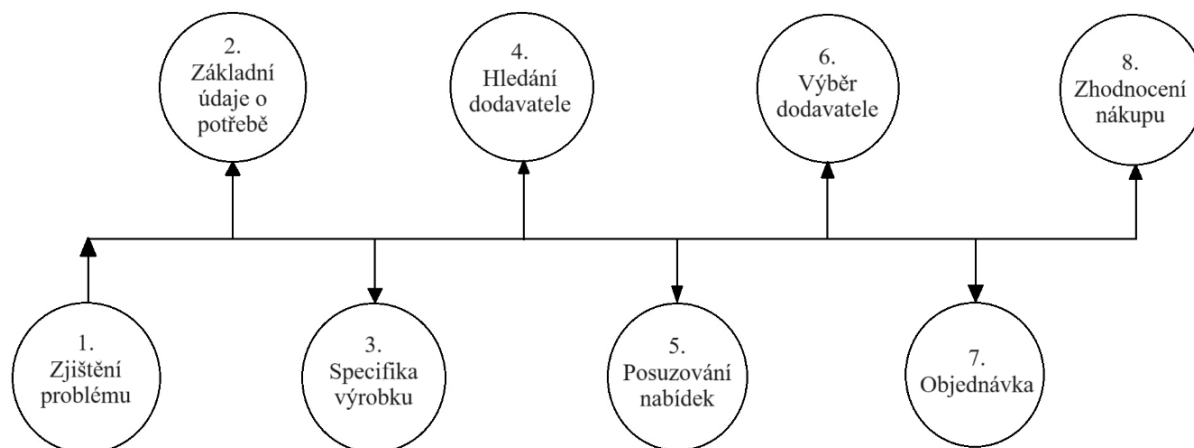 1.
Zjištění
problému
2.
Základní
údaje o
potřebě
3.
Specifika
výrobku
4.
Hledání
dodavatele
5.
Posuzování
nabídek
6.
Výběr
dodavatele
7.
Objednávka
8.
Zhodnocení
nákupu